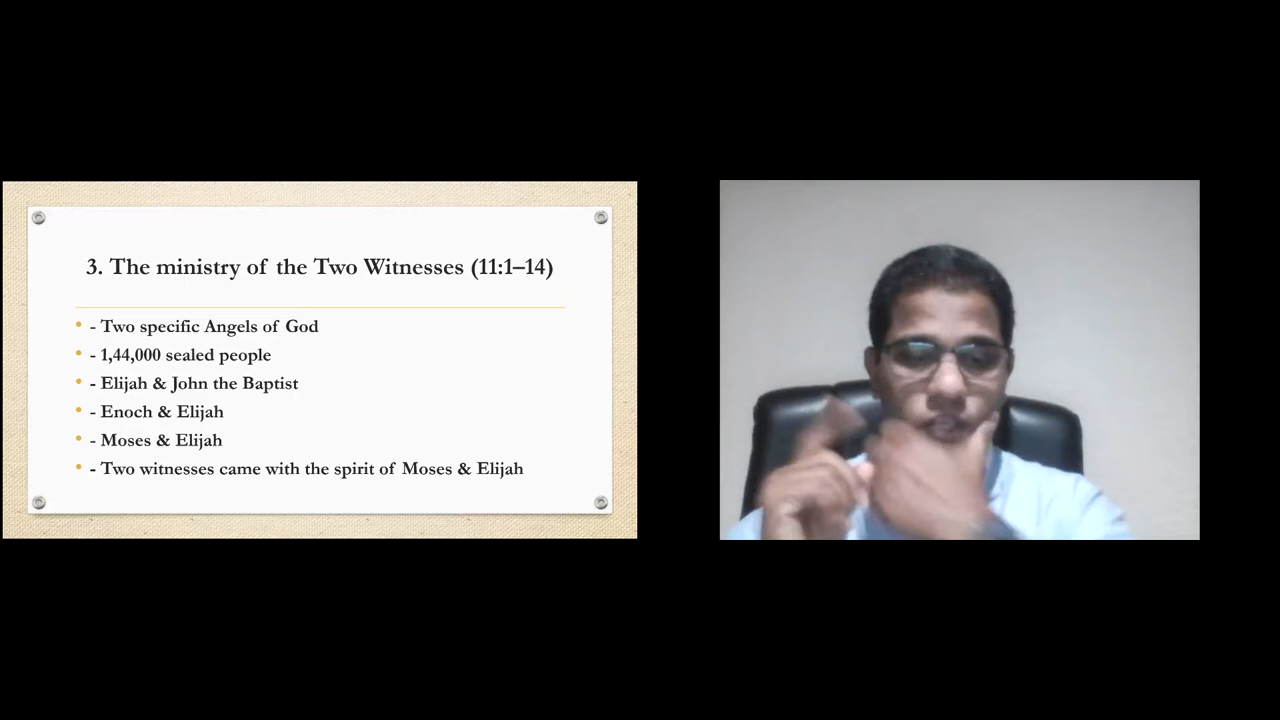 3. The ministry of the Two Witnesses (11:1–14)
• - Two specific Angels of God
• - 1,44,000 sealed people
• - Elijah & John the Baptist
• - Enoch & Elijah
• - Moses & Elijah
• - Two witnesses came with the spirit of Moses & Elijah